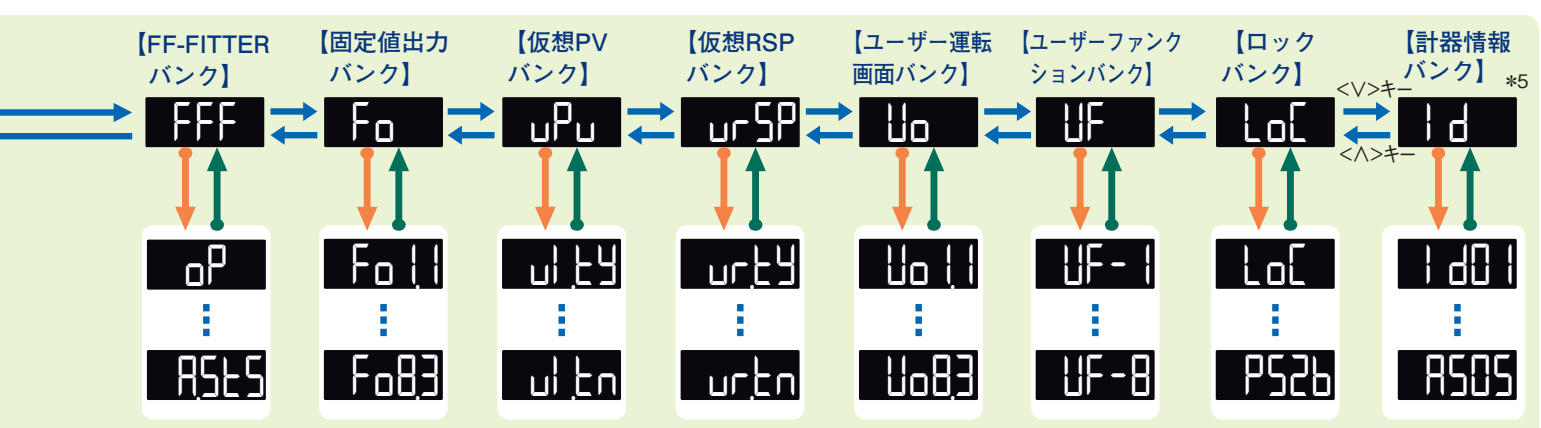 【FF-FITTER
バンク】
【固定値出力
バンク】
【仮想PV
バンク】
【仮想RSP
バンク】
【ユーザー運転
画面バンク】
【ユーザーファンク
ションバンク】
【ロック
バンク】
【計器情報
バンク】
*5
FFF
Fo
uPu
urSP
Uo
UF
LoC
<∨>キー
<∧>キー
Id
oP
Fo1.1
u1.tY
ur.tY
Uo1.1
UF-1
LoC
Id01
A.StS
Fo8.3
u1.tn
ur.tn
Uo8.3
UF-8
PS2b
AS05